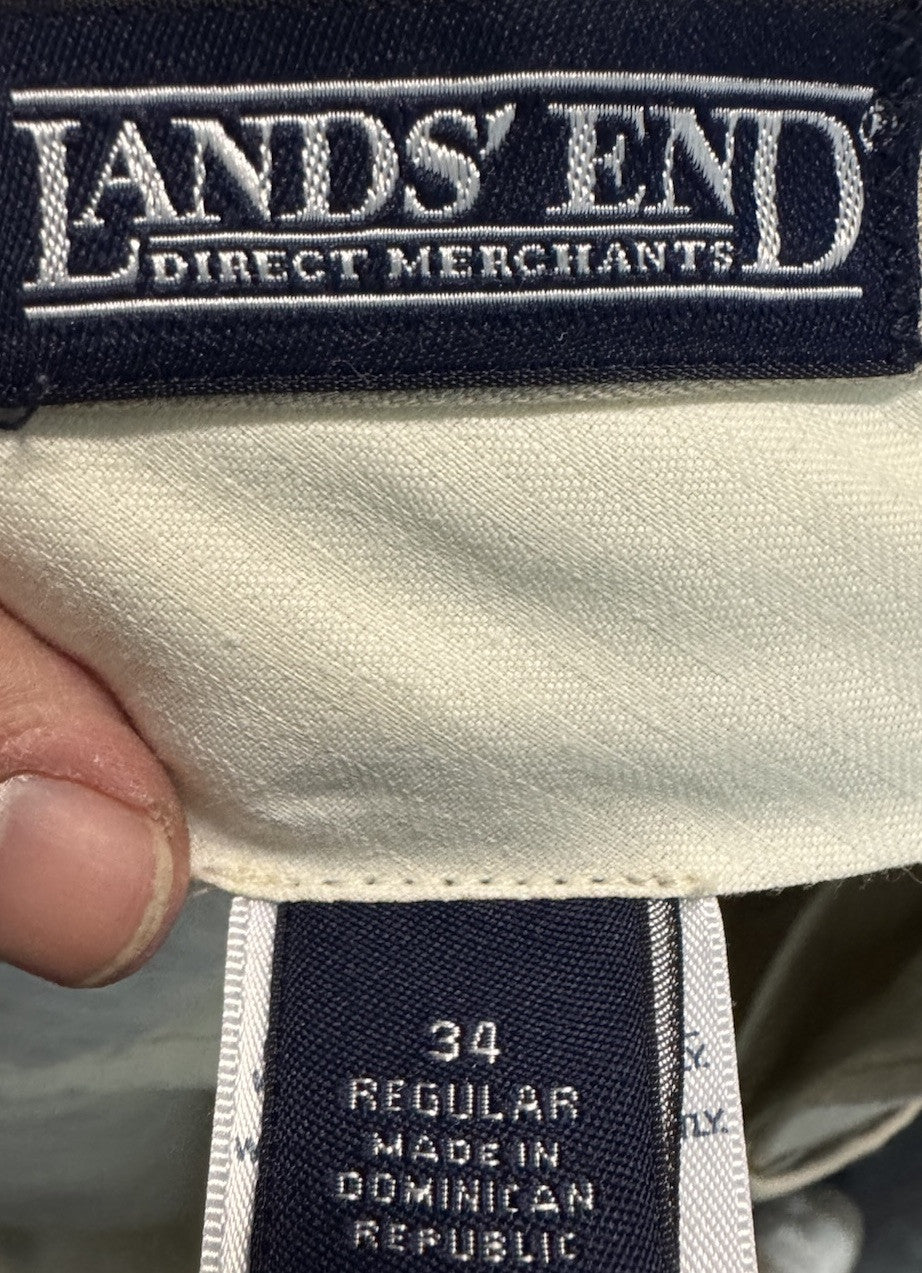 LANDS' END®
DIRECT MERCHANTS
34
REGULAR
MADE IN
DOMINICAN
REPUBLIC